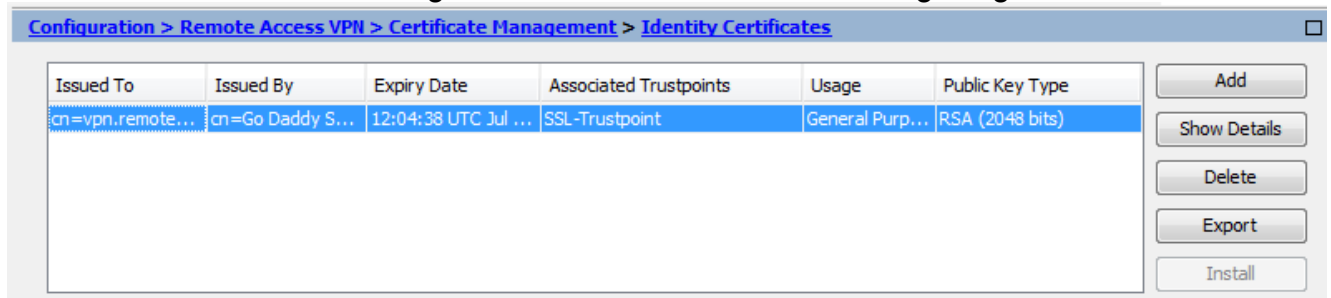 Configuration > Remote Access VPN > Certificate Management > Identity Certificates
Issued To Issued By Expiry Date Associated Trustpoints Usage Public Key Type
Add
cn=vpn.remote... cn=Go Daddy S... 12:04:38 UTC Jul ... SSL-Trustpoint General Purp... RSA (2048 bits)
Show Details
Delete
Export
Install